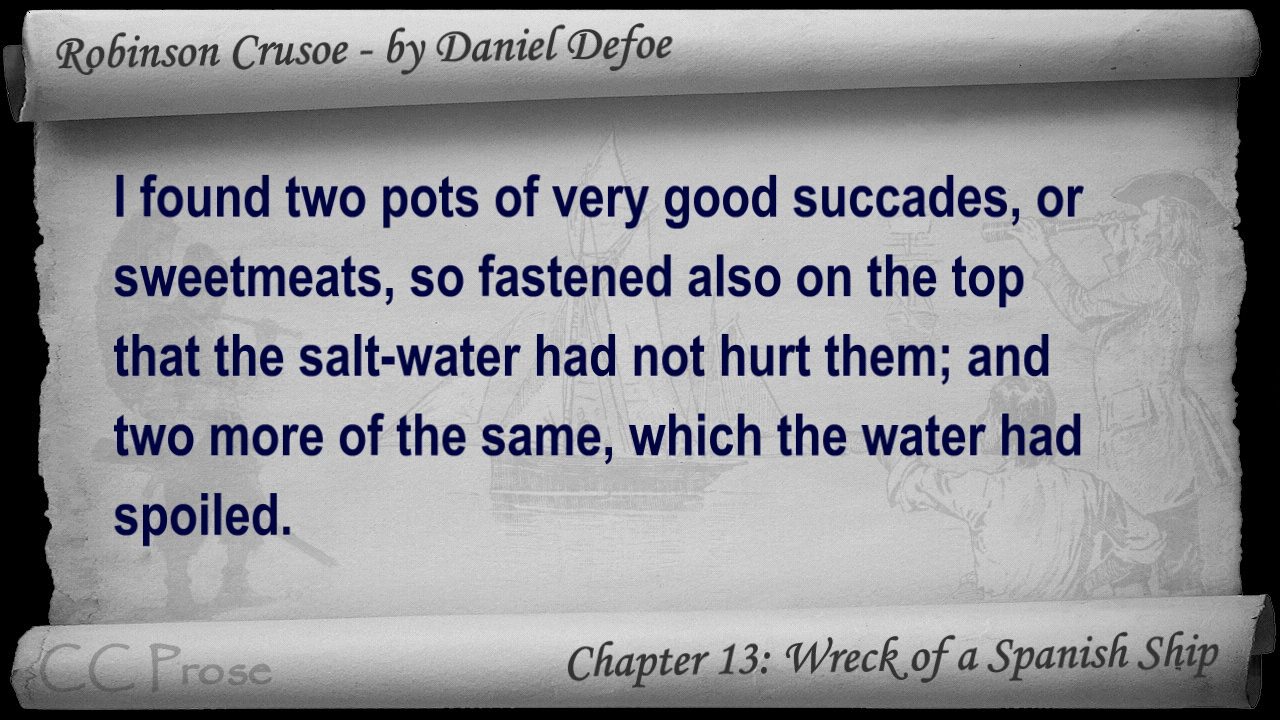 Robinson Crusoe - by Daniel Defoe
I found two pots of very good succades, or
sweetmeats, so fastened also on the top
that the salt-water had not hurt them; and
two more of the same, which the water had
spoiled.
CC Prose
Chapter 13: Wreck of a Spanish Ship